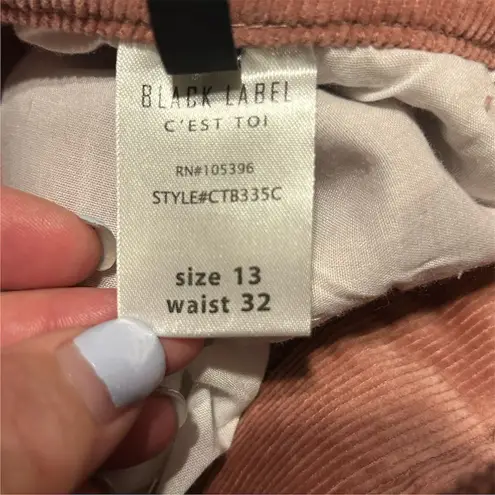 BLACK LABEL
C'EST TOI
RN#105396
STYLE#CTB335C
size 13
waist 32